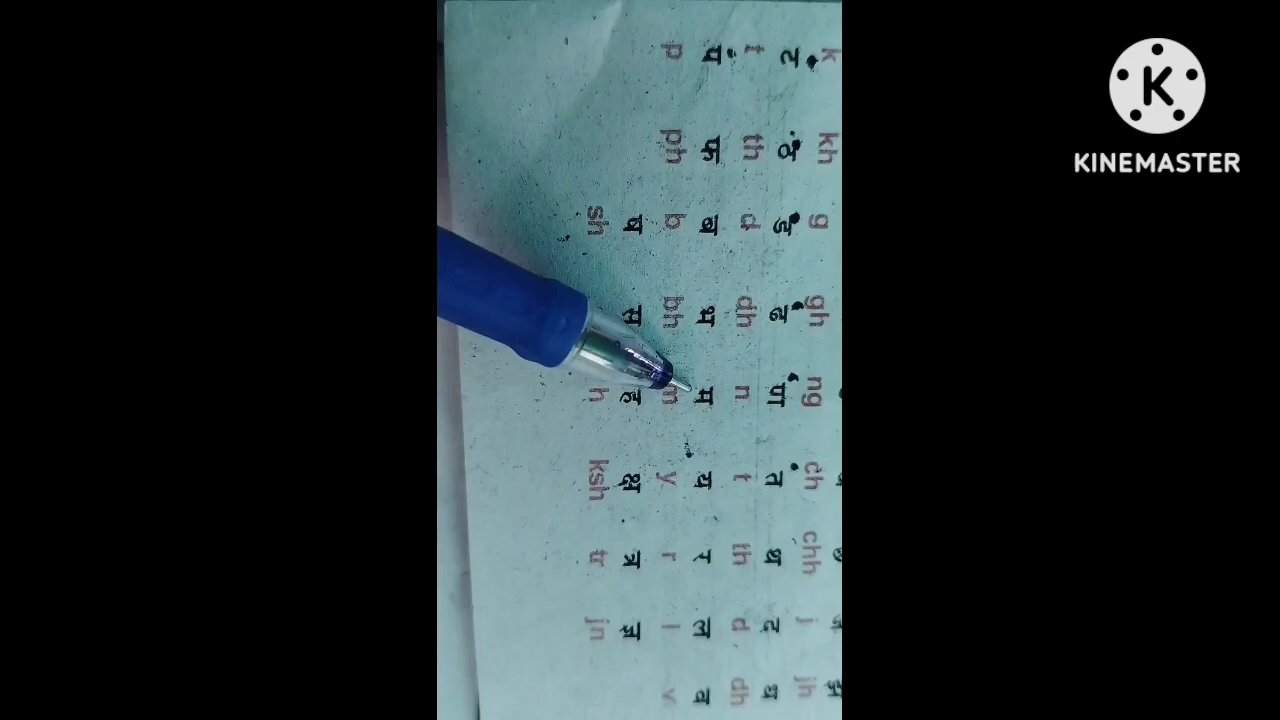 झ
k kh g gh ng ch chh j jh
ट ठ ड ढ ण त थ द ध
t th d dh n t th d dh
प फ ब भ म य र ल व
p ph b bh m y r l v
ष स ह क्ष त्र ज्ञ
sh h ksh tr jn
K
KINEMASTER